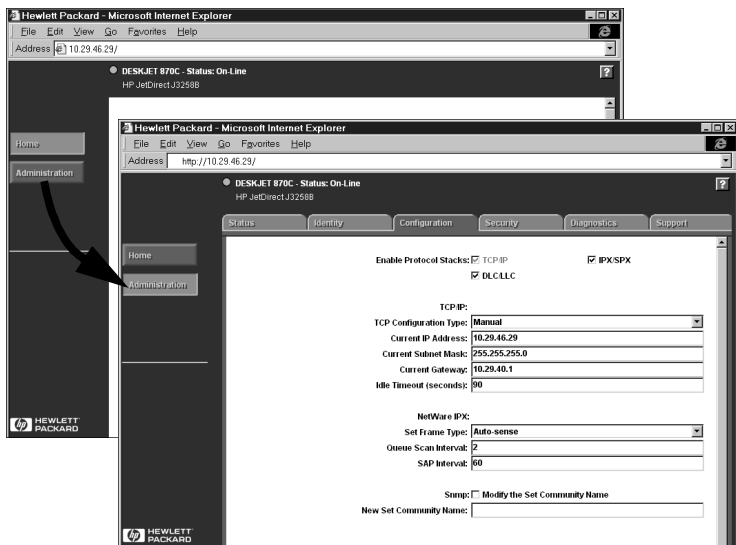 Hewlett Packard - Microsoft Internet Explorer
File Edit View Go Favorites Help
Address 10.29.46.29/
DESKJET 870C - Status: On-Line
HP JetDirect J3258B
?
Home
Administration
hp HEWLETT PACKARD
Hewlett Packard - Microsoft Internet Explorer
File Edit View Go Favorites Help
Address http://10.29.46.29/
DESKJET 870C - Status: On-Line
HP JetDirect J3258B
?
Status Identity Configuration Security Diagnostics Support
Home
Administration
Enable Protocol Stacks: TCP/IP IPX/SPX
DLC/LLC
TCP/IP:
TCP Configuration Type: Manual
Current IP Address: 10.29.46.29
Current Subnet Mask: 255.255.255.0
Current Gateway: 10.29.40.1
Idle Timeout (seconds): 90
NetWare IPX:
Set Frame Type: Auto-sense
Queue Scan Interval: 2
SAP Interval: 60
Snmp: Modify the Set Community Name
New Set Community Name:
hp HEWLETT PACKARD